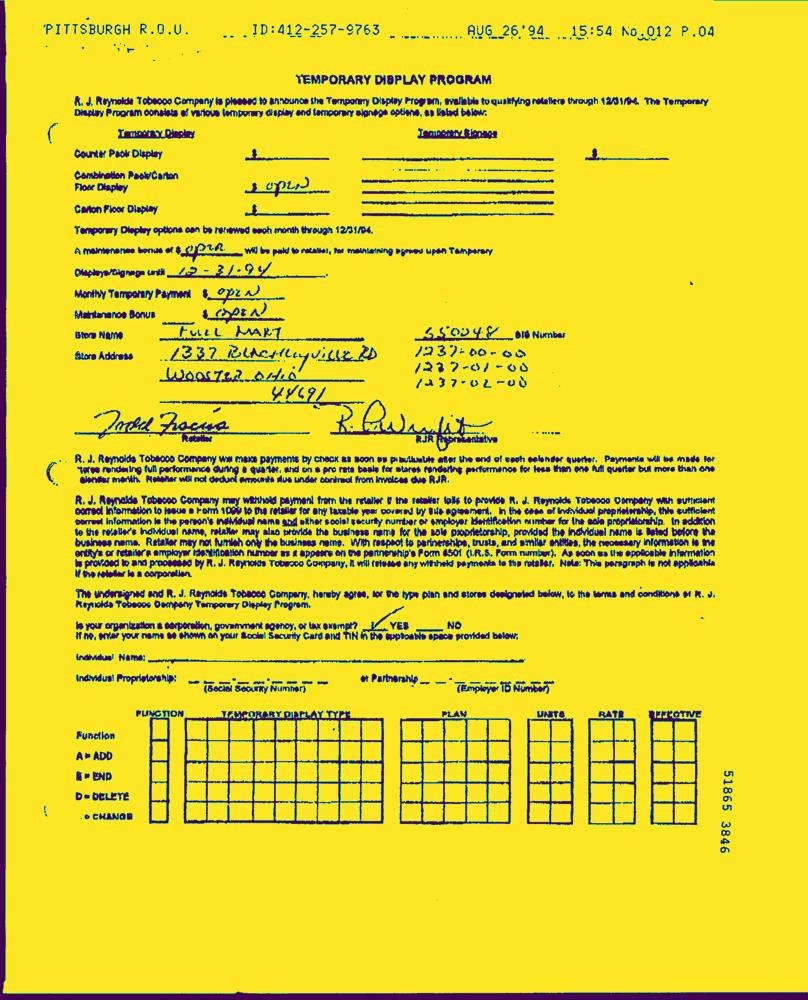 PITTSBURGH R.O.U. ID:412-257-9763 AUG 26'94 15:54 No.012 P.04
TEMPORARY DISPLAY PROGRAM
R. J. Reynolds Tobacco Company is pleased to announce the Temporary Display Program, available to qualifying retailers through 12/31/94. The Temporary
Display Program consists of various temporary display and temporary signage options, as listed below:
Temporary Display Temporary Signage
Counter Pack Display $ $
Combination Pack/Carton
Floor Display $ OPEN
Carton Floor Display $
Temporary Display options can be renewed each month through 12/31/94.
A maintenance bonus of $ OPEN will be paid to retailer, for maintaining agreed upon Temporary
Displays/Signage until 12-31-94
Monthly Temporary Payment $ OPEN
Maintenance Bonus $ OPEN
Store Name FULL MART 550048 SIS Number
Store Address 1337 BLACHLEYVILLE RD 1237-00-00
WOOSTER OHIO 1237-01-00
44691 1237-02-00
Todd
Retailer RJR Representative
R. J. Reynolds Tobacco Company will make payments by check as soon as practicable after the end of each calendar quarter. Payments will be made for
stores rendering full performance during a quarter, and on a pro rata basis for stores rendering performance for less than one full quarter but more than one
alendar month. Retailer will not deduct amounts due under contract from invoices due RJR.
R. J. Reynolds Tobacco Company may withhold payment from the retailer if the retailer fails to provide R. J. Reynolds Tobacco Company with sufficient
correct information to issue a Form 1099 to the retailer for any taxable year covered by this agreement. In the case of individual proprietorship, this sufficient
correct information is the person's individual name and either social security number or employer identification number for the sole proprietorship. In addition
to the retailer's individual name, retailer may also provide the business name for the sole proprietorship, provided the individual name is listed before the
business name. Retailer may not furnish only the business name. With respect to partnerships, trusts, and similar entities, the necessary information is the
entity's or retailer's employer identification number as it appears on the partnership's Form 8501 (I.R.S. Form number). As soon as the applicable information
is provided to and processed by R. J. Reynolds Tobacco Company, it will release any withheld payments to the retailer. Note: This paragraph is not applicable
if the retailer is a corporation.
The undersigned and R. J. Reynolds Tobacco Company, hereby agree, for the type plan and stores designated below, to the terms and conditions of R. J.
Reynolds Tobacco Company Temporary Display Program.
Is your organization a corporation, government agency, or tax exempt? ✓ YES NO
If no, enter your name as shown on your Social Security Card and TIN in the applicable space provided below:
Individual Name:
Individual Proprietorship: or Partnership
(Social Security Number) (Employer ID Number)
FUNCTION TEMPORARY DISPLAY TYPE PLAN UNITS RATE EFFECTIVE
Function
A = ADD
E = END
D = DELETE
= CHANGE
51865 3846